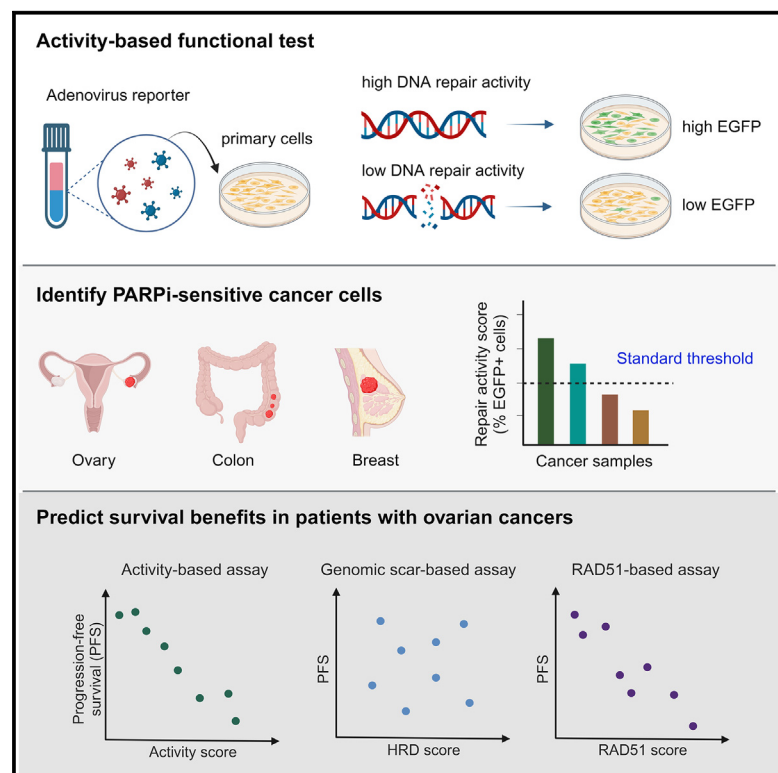 Activity-based functional test
Adenovirus reporter
primary cells
high DNA repair activity
high EGFP
low DNA repair activity
low EGFP
Identify PARPi-sensitive cancer cells
Ovary
Colon
Breast
Repair activity score
(% EGFP+ cells)
Standard threshold
Cancer samples
Predict survival benefits in patients with ovarian cancers
Activity-based assay
Progression-free
survival (PFS)
Activity score
Genomic scar-based assay
PFS
HRD score
RAD51-based assay
PFS
RAD51 score